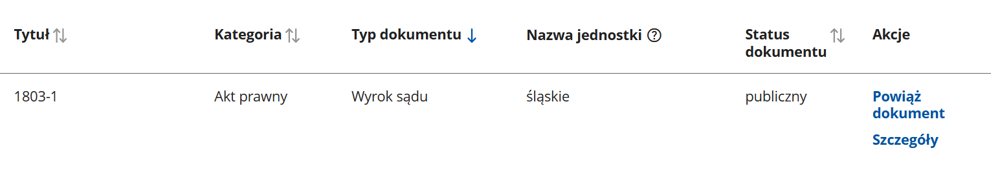 Tytuł Kategoria Typ dokumentu Nazwa jednostki Status dokumentu Akcje
1803-1 Akt prawny Wyrok sądu śląskie publiczny Powiąż dokument
Szczegóły